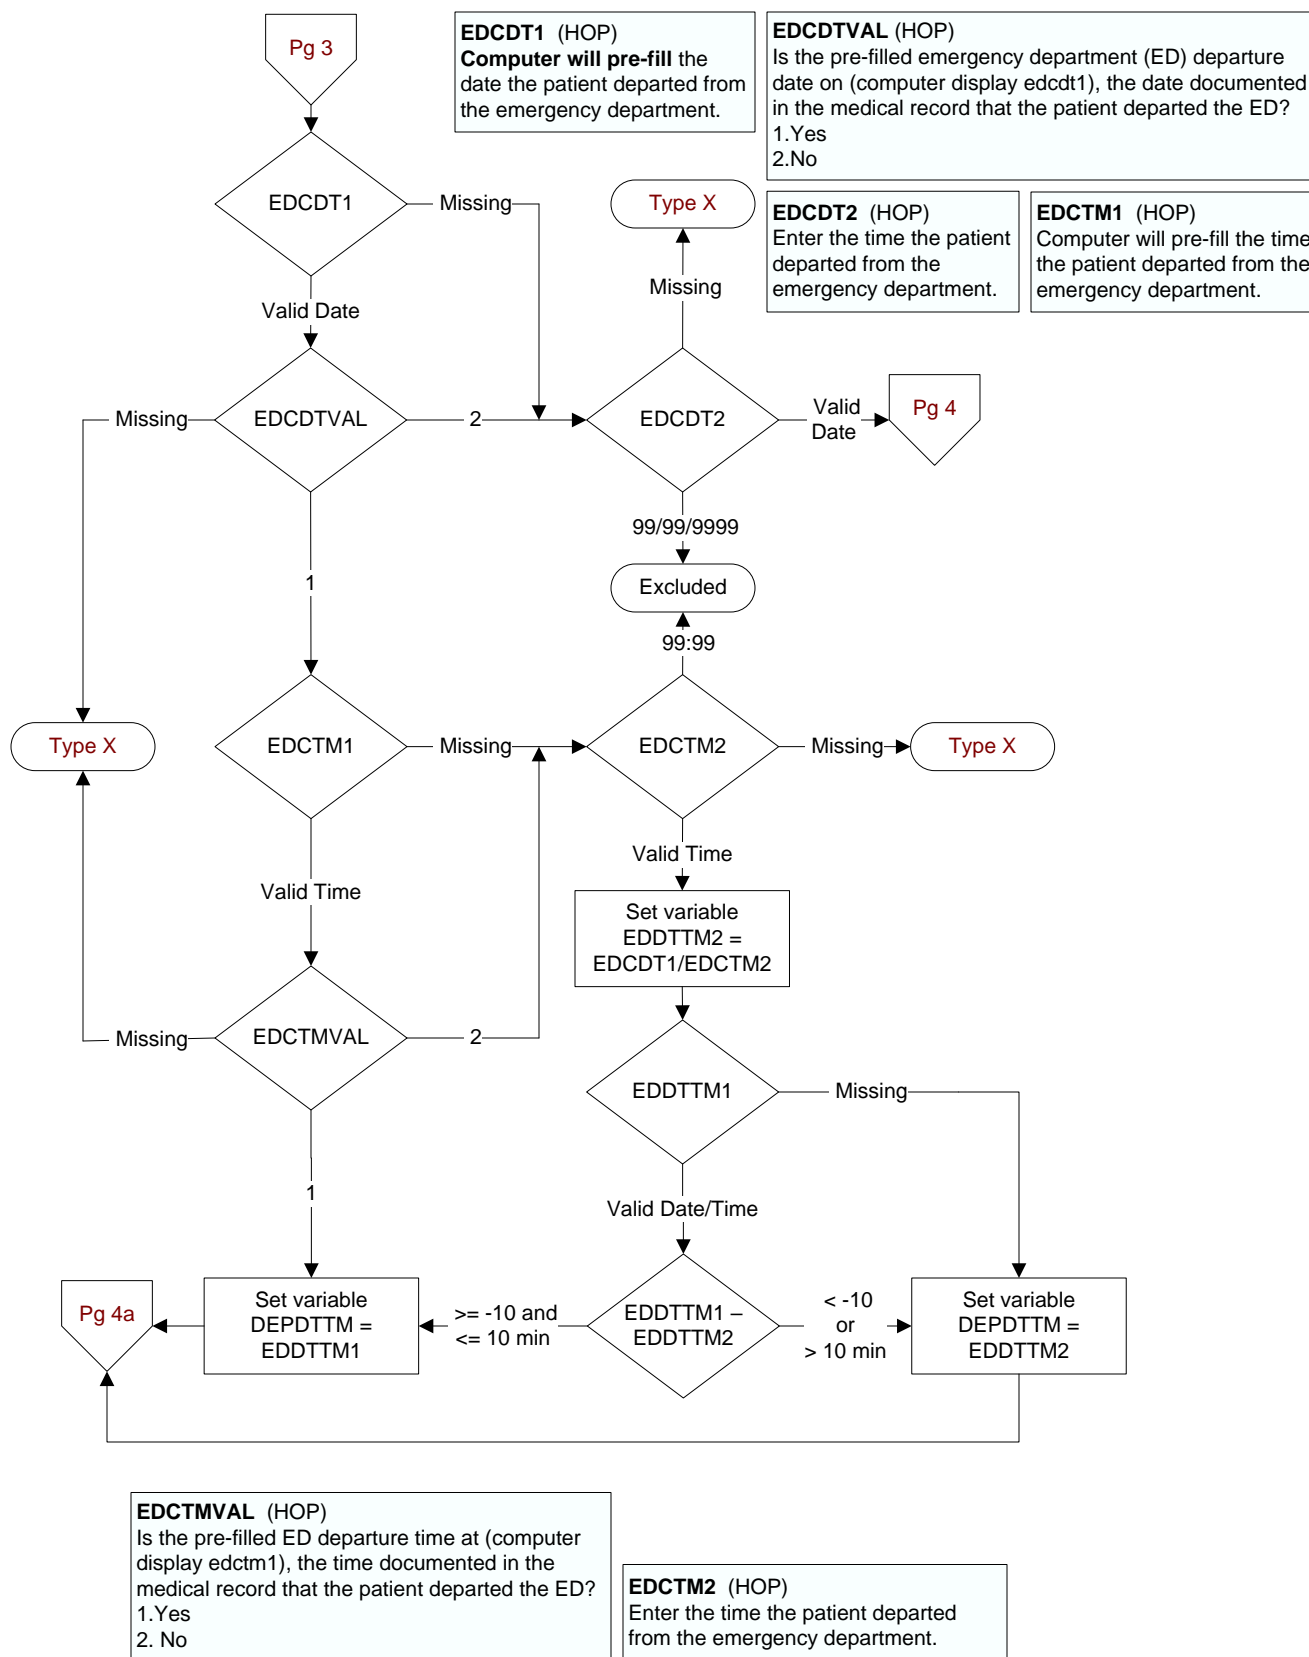 Pg 3
EDCDT1 (HOP)
Computer will pre-fill the
date the patient departed from
the emergency department.
EDCDTVAL (HOP)
Is the pre-filled emergency department (ED) departure
date on (computer display edcdt1), the date documented
in the medical record that the patient departed the ED?
1.Yes
2.No
EDCDT1
Missing
Type X
EDCDT2 (HOP)
Enter the time the patient
departed from the
emergency department.
EDCTM1 (HOP)
Computer will pre-fill the time
the patient departed from the
emergency department.
Missing
Valid Date
Missing
EDCDTVAL
2
EDCDT2
Valid
Date
Pg 4
99/99/9999
1
Excluded
99:99
Type X
EDCTM1
Missing
EDCTM2
Missing
Type X
Valid Time
Valid Time
Set variable
EDDTTM2 =
EDCDT1/EDCTM2
Missing
EDCTMVAL
2
EDDTTM1
Missing
1
Valid Date/Time
Pg 4a
Set variable
DEPDTTM =
EDDTTM1
>= -10 and
<= 10 min
EDDTTM1 –
EDDTTM2
< -10
or
> 10 min
Set variable
DEPDTTM =
EDDTTM2
EDCTMVAL (HOP)
Is the pre-filled ED departure time at (computer
display edctm1), the time documented in the
medical record that the patient departed the ED?
1.Yes
2. No
EDCTM2 (HOP)
Enter the time the patient departed
from the emergency department.